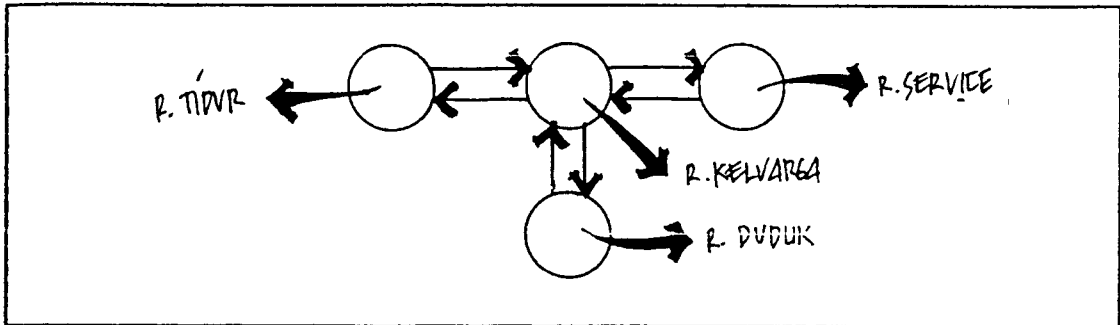 R. TIDUR
R. SERVICE
R. KELUARGA
R. DUDUK